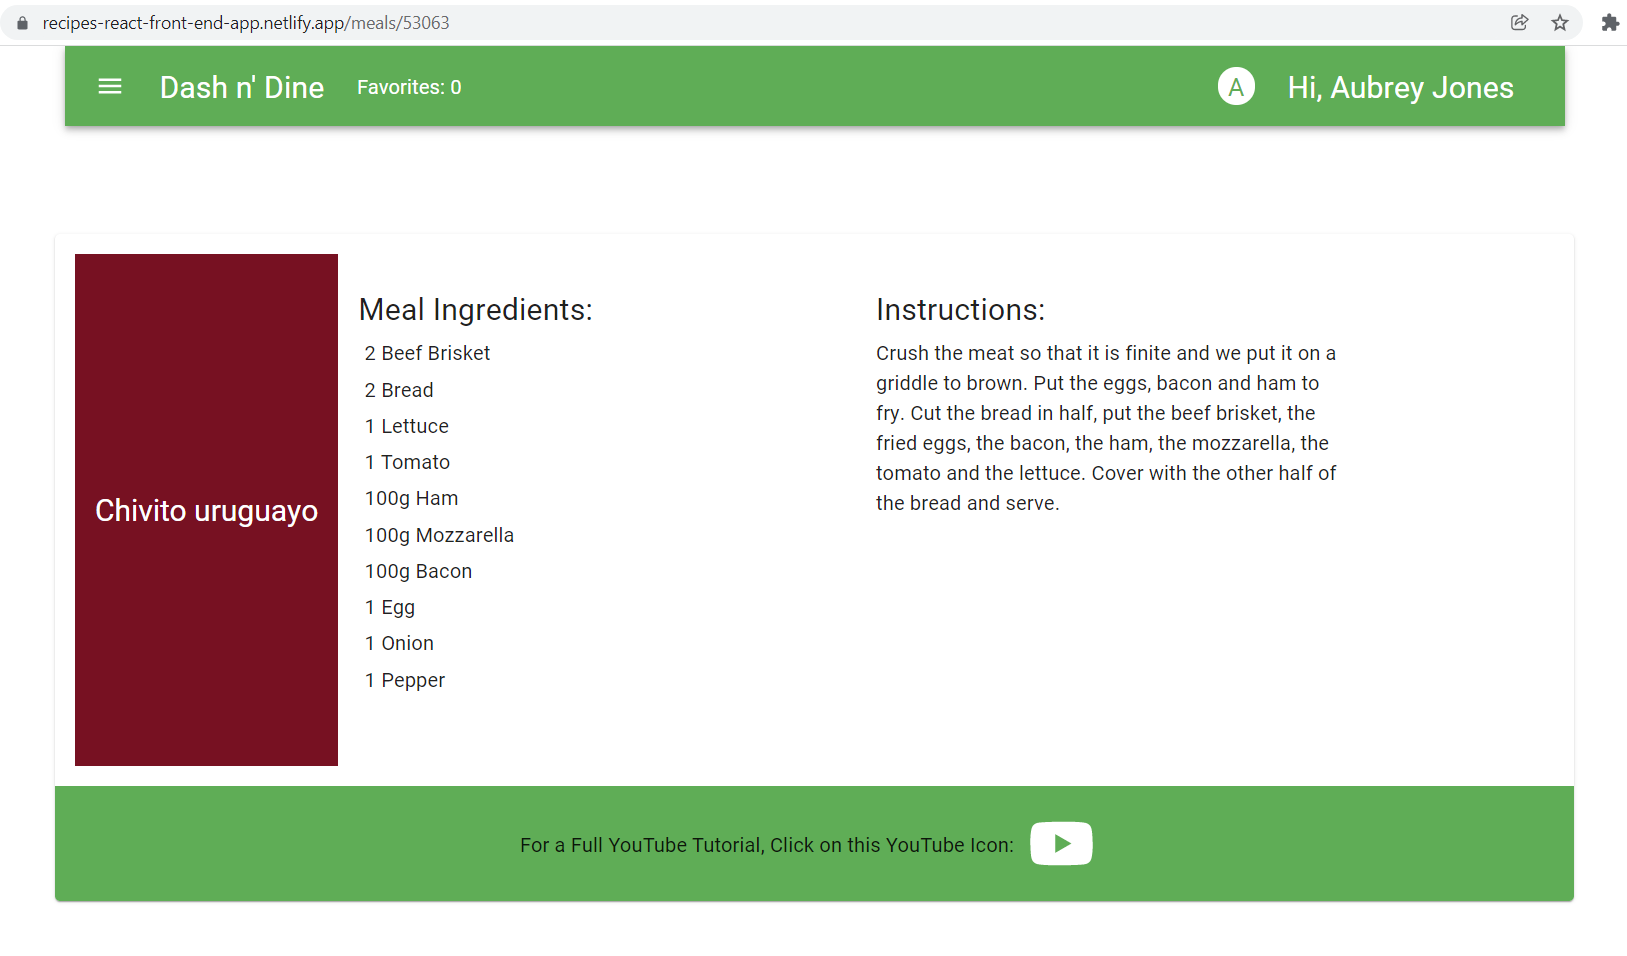 recipes-react-front-end-app.netlify.app/meals/53063
Dash n' Dine
Favorites: 0
A
Hi, Aubrey Jones
Chivito uruguayo
Meal Ingredients:
2 Beef Brisket
2 Bread
1 Lettuce
1 Tomato
100g Ham
100g Mozzarella
100g Bacon
1 Egg
1 Onion
1 Pepper
Instructions:
Crush the meat so that it is finite and we put it on a
griddle to brown. Put the eggs, bacon and ham to
fry. Cut the bread in half, put the beef brisket, the
fried eggs, the bacon, the ham, the mozzarella, the
tomato and the lettuce. Cover with the other half of
the bread and serve.
For a Full YouTube Tutorial, Click on this YouTube Icon: